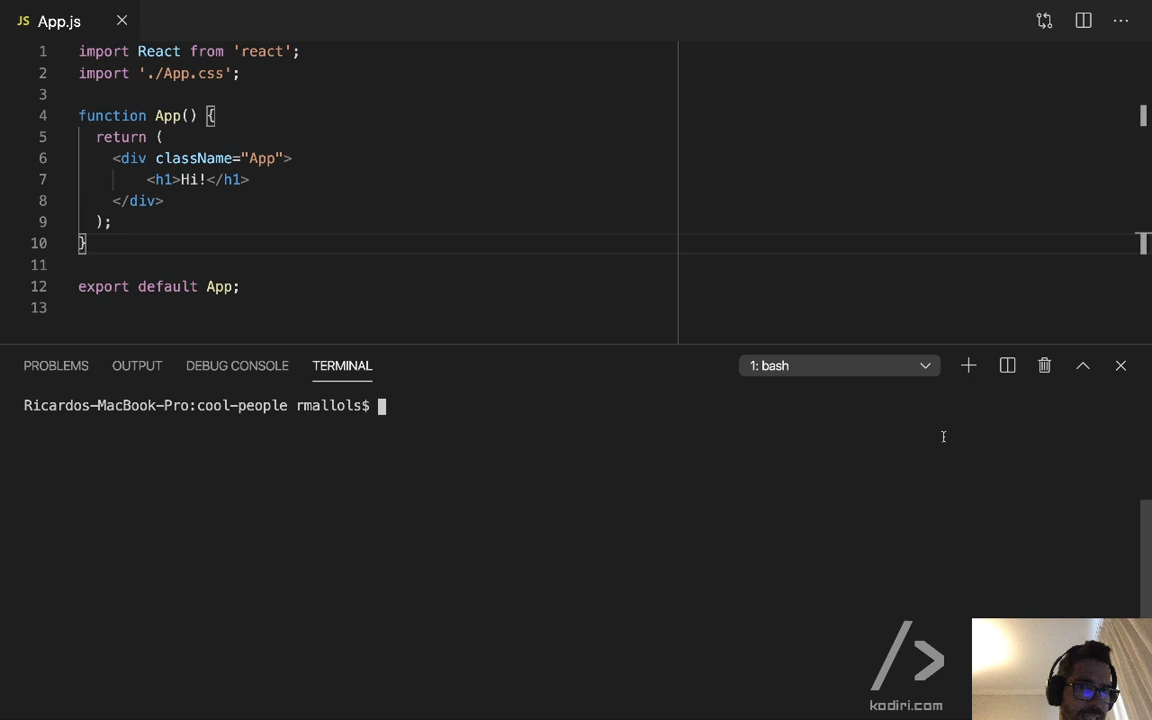 JS App.js
1 import React from 'react';
2 import './App.css';
3
4 function App() {
5 return (
6 <div className="App">
7 <h1>Hi!</h1>
8 </div>
9 );
10 }
11
12 export default App;
13
PROBLEMS OUTPUT DEBUG CONSOLE TERMINAL 1: bash
Ricardos-MacBook-Pro:cool-people rmallols$
kodiri.com